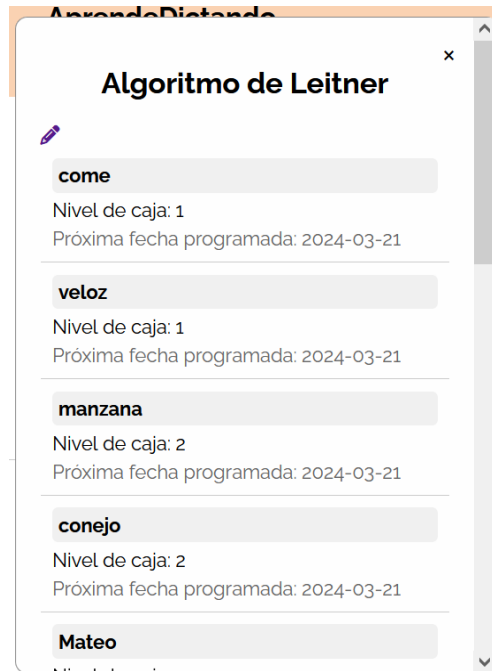 AprendeDictando
×
Algoritmo de Leitner
come
Nivel de caja: 1
Próxima fecha programada: 2024-03-21
veloz
Nivel de caja: 1
Próxima fecha programada: 2024-03-21
manzana
Nivel de caja: 2
Próxima fecha programada: 2024-03-21
conejo
Nivel de caja: 2
Próxima fecha programada: 2024-03-21
Mateo